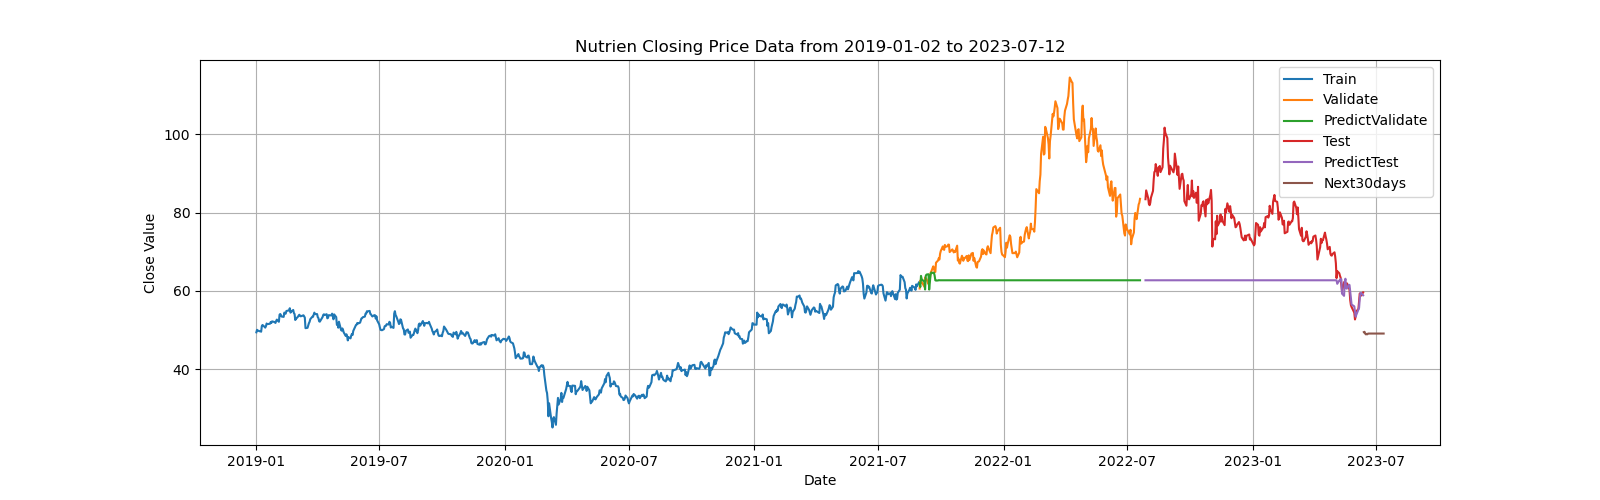 Nutrien Closing Price Data from 2019-01-02 to 2023-07-12
Train
Validate
PredictValidate
Test
PredictTest
Next30days
Close Value
100
80
60
40
2019-01 2019-07 2020-01 2020-07 2021-01 2021-07 2022-01 2022-07 2023-01 2023-07
Date